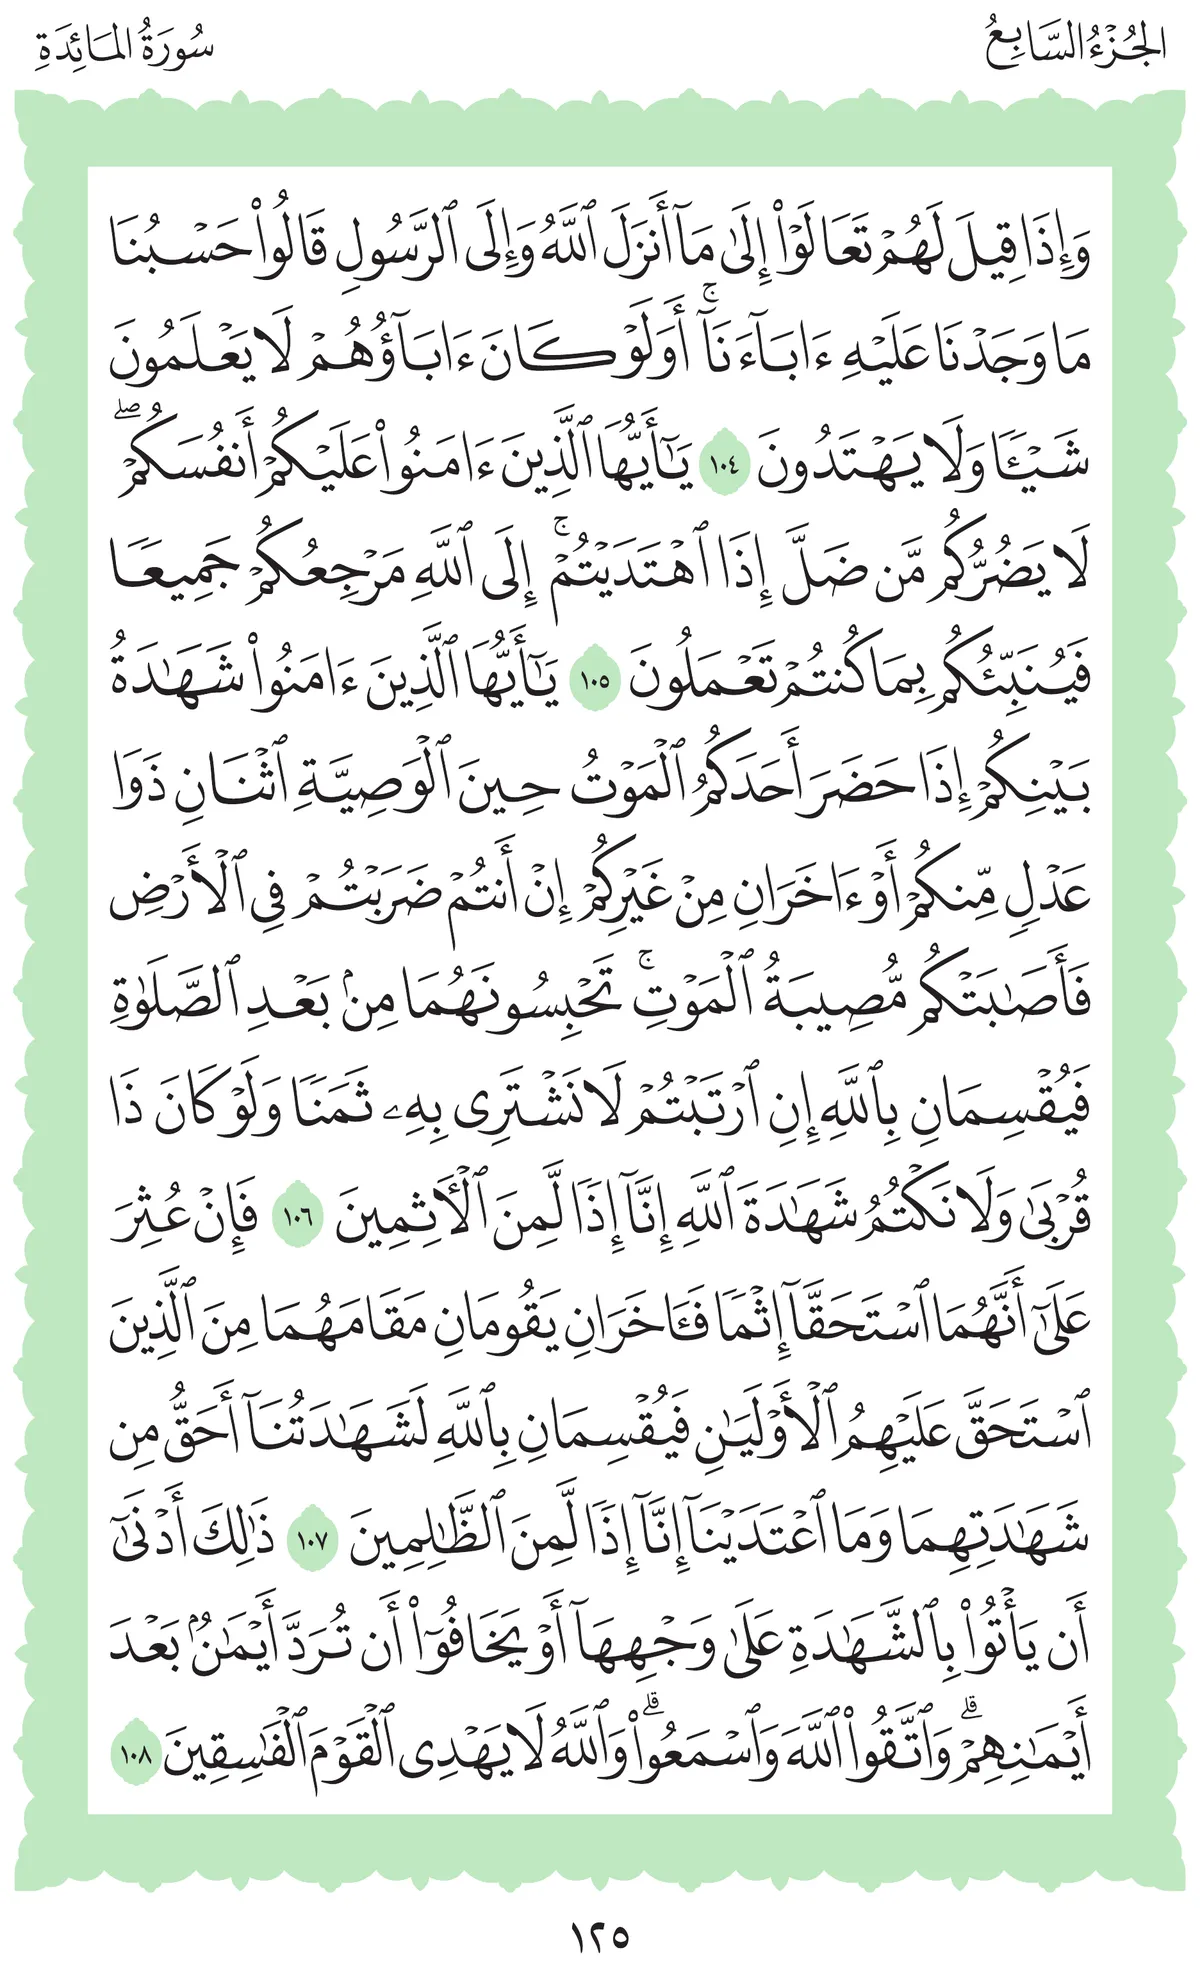 الجُزْءُ السَّابِعُ
سُورَةُ المَائِدَةِ
وَإِذَا قِيلَ لَهُمْ تَعَالَوْا۟ إِلَىٰ مَآ أَنزَلَ ٱللَّهُ وَإِلَى ٱلرَّسُولِ قَالُوا۟ حَسْبُنَا
مَا وَجَدْنَا عَلَيْهِ ءَابَآءَنَآ ۚ أَوَلَوْ كَانَ ءَابَآؤُهُمْ لَا يَعْلَمُونَ
شَيْـًٔا وَلَا يَهْتَدُونَ ١٠٤ يَـٰٓأَيُّهَا ٱلَّذِينَ ءَامَنُوا۟ عَلَيْكُمْ أَنفُسَكُمْ ۖ
لَا يَضُرُّكُم مَّن ضَلَّ إِذَا ٱهْتَدَيْتُمْ ۚ إِلَى ٱللَّهِ مَرْجِعُكُمْ جَمِيعًا
فَيُنَبِّئُكُم بِمَا كُنتُمْ تَعْمَلُونَ ١٠٥ يَـٰٓأَيُّهَا ٱلَّذِينَ ءَامَنُوا۟ شَهَـٰدَةُ
بَيْنِكُمْ إِذَا حَضَرَ أَحَدَكُمُ ٱلْمَوْتُ حِينَ ٱلْوَصِيَّةِ ٱثْنَانِ ذَوَا
عَدْلٍ مِّنكُمْ أَوْ ءَاخَرَانِ مِنْ غَيْرِكُمْ إِنْ أَنتُمْ ضَرَبْتُمْ فِى ٱلْأَرْضِ
فَأَصَـٰبَتْكُم مُّصِيبَةُ ٱلْمَوْتِ ۚ تَحْبِسُونَهُمَا مِنۢ بَعْدِ ٱلصَّلَوٰةِ
فَيُقْسِمَانِ بِٱللَّهِ إِنِ ٱرْتَبْتُمْ لَا نَشْتَرِى بِهِۦ ثَمَنًا وَلَوْ كَانَ ذَا
قُرْبَىٰ وَلَا نَكْتُمُ شَهَـٰدَةَ ٱللَّهِ إِنَّآ إِذًا لَّمِنَ ٱلْـَٔاثِمِينَ ١٠٦ فَإِنْ عُثِرَ
عَلَىٰٓ أَنَّهُمَا ٱسْتَحَقَّآ إِثْمًا فَـَٔاخَرَانِ يَقُومَانِ مَقَامَهُمَا مِنَ ٱلَّذِينَ
ٱسْتَحَقَّ عَلَيْهِمُ ٱلْأَوْلَيَـٰنِ فَيُقْسِمَانِ بِٱللَّهِ لَشَهَـٰدَتُنَآ أَحَقُّ مِن
شَهَـٰدَتِهِمَا وَمَا ٱعْتَدَيْنَآ إِنَّآ إِذًا لَّمِنَ ٱلظَّـٰلِمِينَ ١٠٧ ذَٰلِكَ أَدْنَىٰٓ
أَن يَأْتُوا۟ بِٱلشَّهَـٰدَةِ عَلَىٰ وَجْهِهَآ أَوْ يَخَافُوٓا۟ أَن تُرَدَّ أَيْمَـٰنٌۢ بَعْدَ
أَيْمَـٰنِهِمْ ۗ وَٱتَّقُوا۟ ٱللَّهَ وَٱسْمَعُوا۟ ۗ وَٱللَّهُ لَا يَهْدِى ٱلْقَوْمَ ٱلْفَـٰسِقِينَ ١٠٨
١٢٥